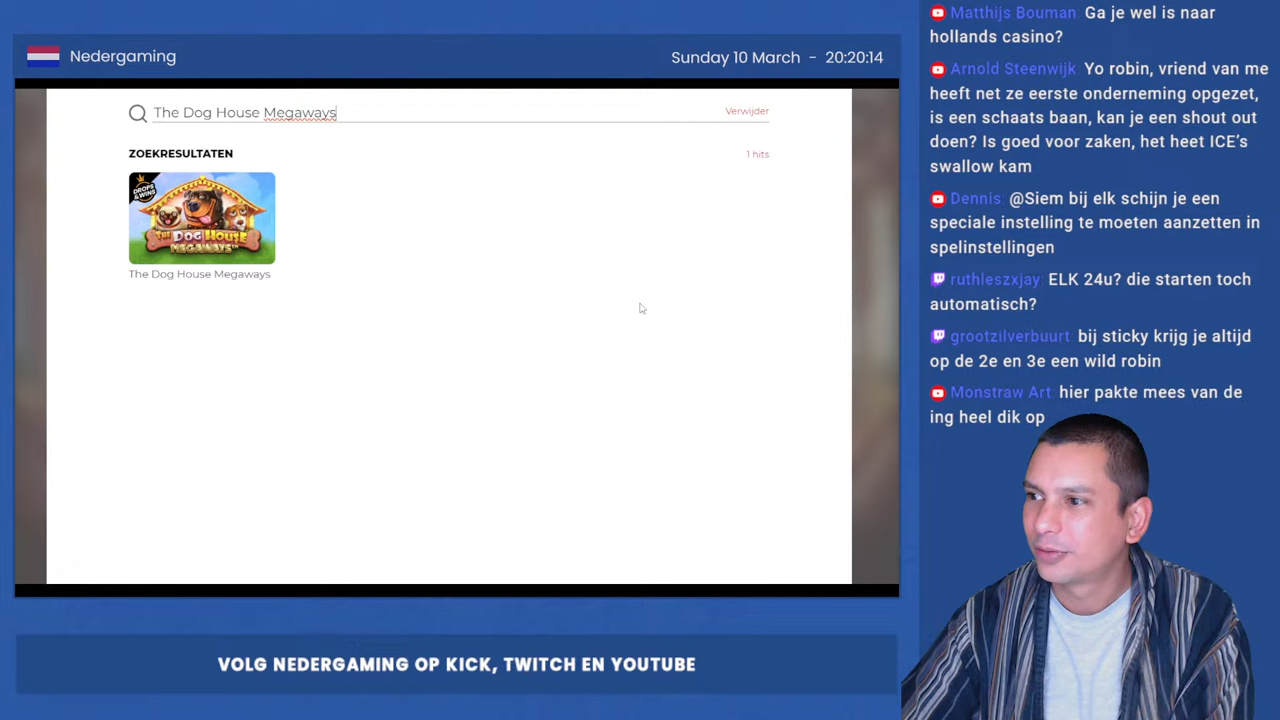 Nedergaming
Sunday 10 March - 20:20:14
The Dog House Megaways
Verwijder
ZOEKRESULTATEN
1 hits
DROPS & WINS
THE DOG HOUSE
MEGAWAYS
The Dog House Megaways
VOLG NEDERGAMING OP KICK, TWITCH EN YOUTUBE
Matthijs Bouman: Ga je wel is naar
hollands casino?
Arnold Steenwijk: Yo robin, vriend van me
heeft net ze eerste onderneming opgezet,
is een schaats baan, kan je een shout out
doen? Is goed voor zaken, het heet ICE's
swallow kam
Dennis: @Siem bij elk schijn je een
speciale instelling te moeten aanzetten in
spelinstellingen
ruthleszxjay: ELK 24u? die starten toch
automatisch?
grootzilverbuurt: bij sticky krijg je altijd
op de 2e en 3e een wild robin
Monstraw Art: hier pakte mees van de
ing heel dik op